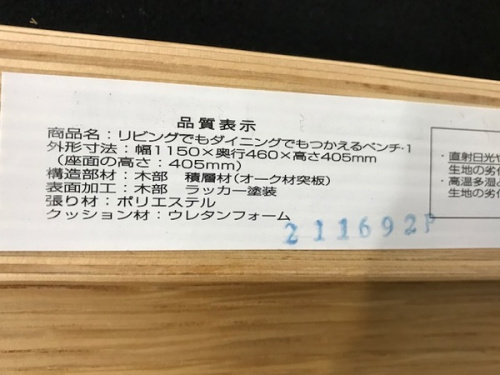 品質表示
商品名：リビングでもダイニングでもつかえるベンチ-1
外形寸法：幅1150×奥行460×高さ405mm
（座面の高さ：405mm）
構造部材：木部　積層材(オーク材突板)
表面加工：木部　ラッカー塗装
張り材：ポリエステル
クッション材：ウレタンフォーム
211692P
・直射日光や
生地の劣化
・高温多湿
生地の劣化